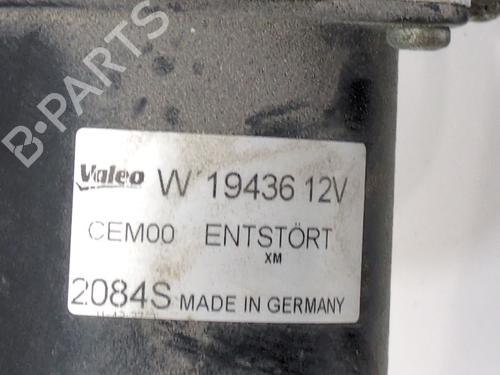 B-PARTS
Valeo W 19436 12V
CEM00 ENTSTÖRT
XM
2084S MADE IN GERMANY